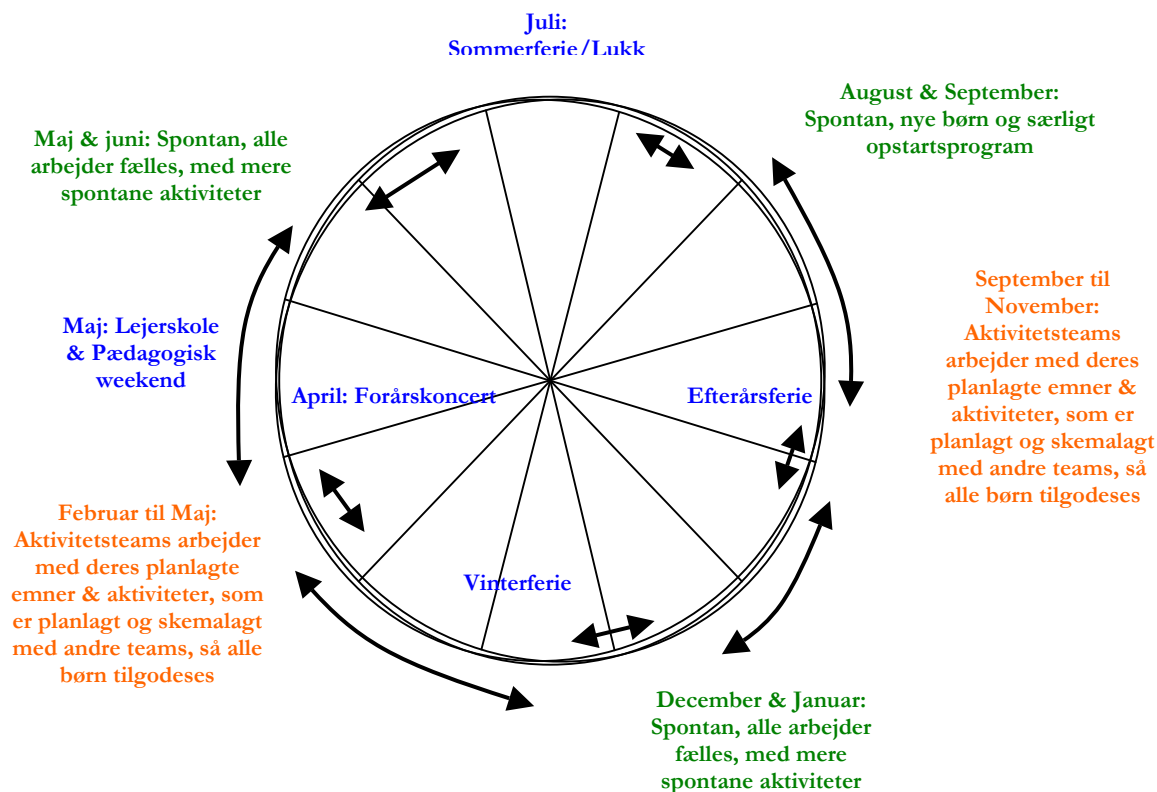 Juli:
Sommerferie/Lukk
August & September:
Spontan, nye børn og særligt
opstartsprogram
Maj & juni: Spontan, alle
arbejder fælles, med mere
spontane aktiviteter
September til
November:
Aktivitetsteams
arbejder med deres
planlagte emner &
aktiviteter, som er
planlagt og skemalagt
med andre teams, så
alle børn tilgodeses
Maj: Lejerskole
& Pædagogisk
weekend
April: Forårskoncert
Efterårsferie
Februar til Maj:
Aktivitetsteams arbejder
med deres planlagte
emner & aktiviteter, som
er planlagt og skemalagt
med andre teams, så alle
børn tilgodeses
Vinterferie
December & Januar:
Spontan, alle arbejder
fælles, med mere
spontane aktiviteter